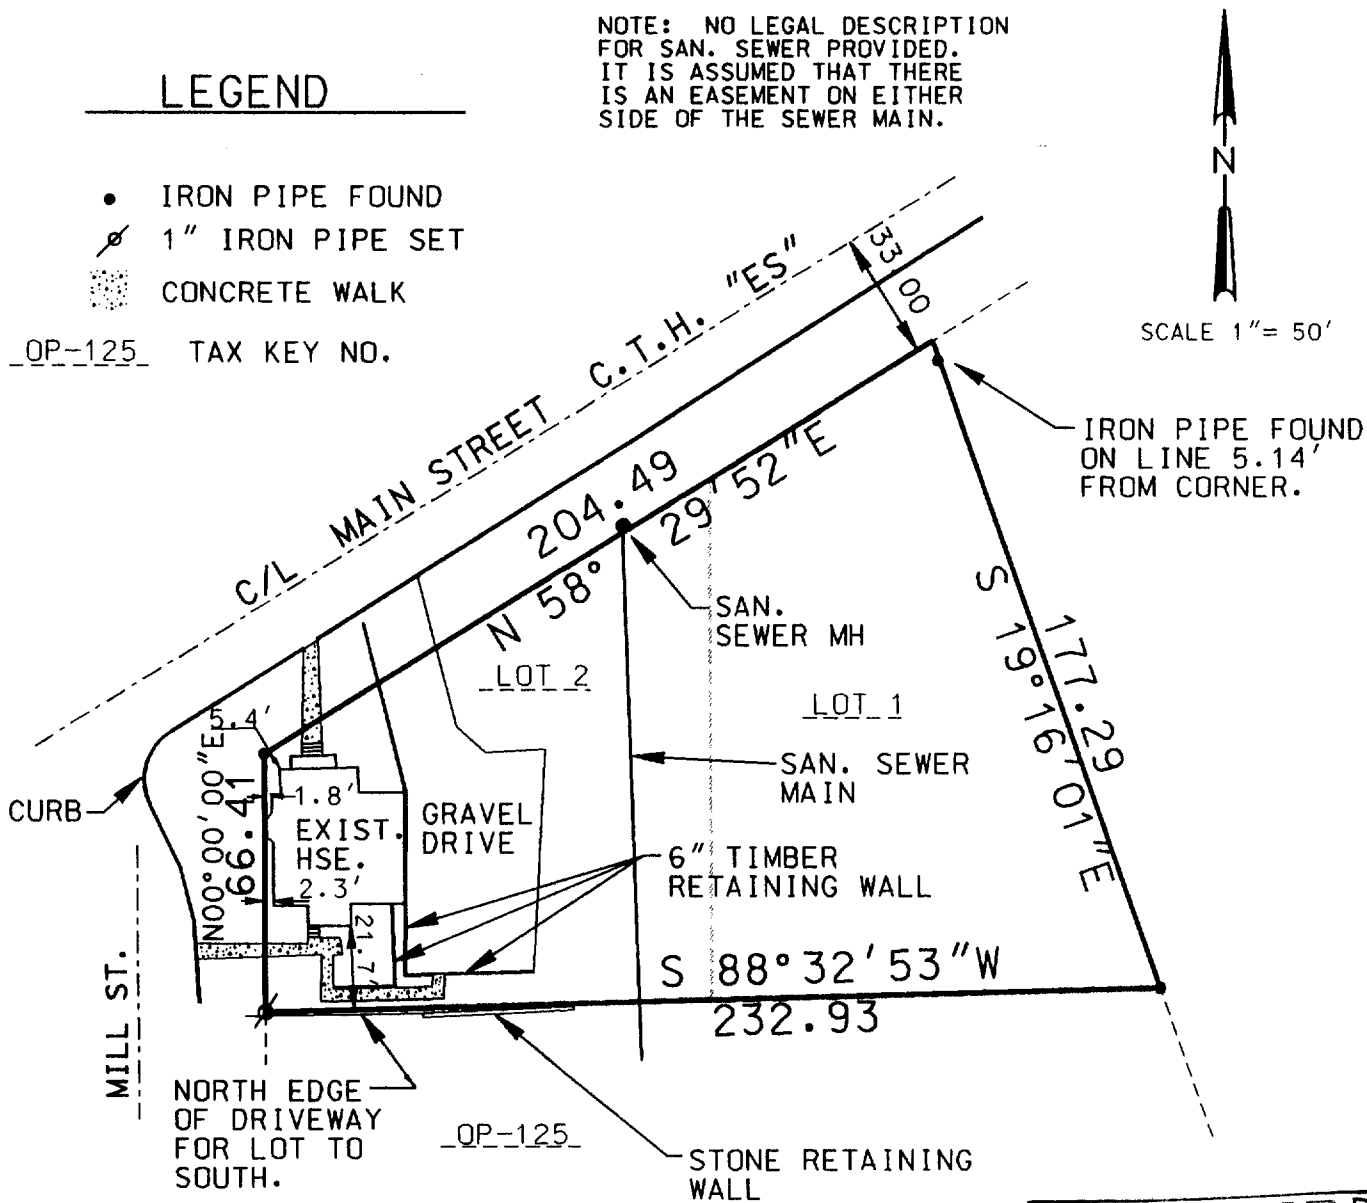 NOTE: NO LEGAL DESCRIPTION
FOR SAN. SEWER PROVIDED.
IT IS ASSUMED THAT THERE
IS AN EASEMENT ON EITHER
SIDE OF THE SEWER MAIN.
LEGEND
IRON PIPE FOUND
1" IRON PIPE SET
CONCRETE WALK
OP-125 TAX KEY NO.
N
SCALE 1"= 50'
C/L MAIN STREET C.T.H. "ES"
33.00
IRON PIPE FOUND
ON LINE 5.14'
FROM CORNER.
204.49
N 58° 29' 52"E
SAN.
SEWER MH
LOT 2
LOT 1
177.29
S 19°16'01"E
SAN. SEWER
MAIN
5.4'
CURB
N00°00'00"E
66.41
1.8'
EXIST.
HSE.
2.3'
GRAVEL
DRIVE
6" TIMBER
RETAINING WALL
21.7'
S 88°32'53"W
232.93
MILL ST.
NORTH EDGE
OF DRIVEWAY
FOR LOT TO
SOUTH.
OP-125
STONE RETAINING
WALL